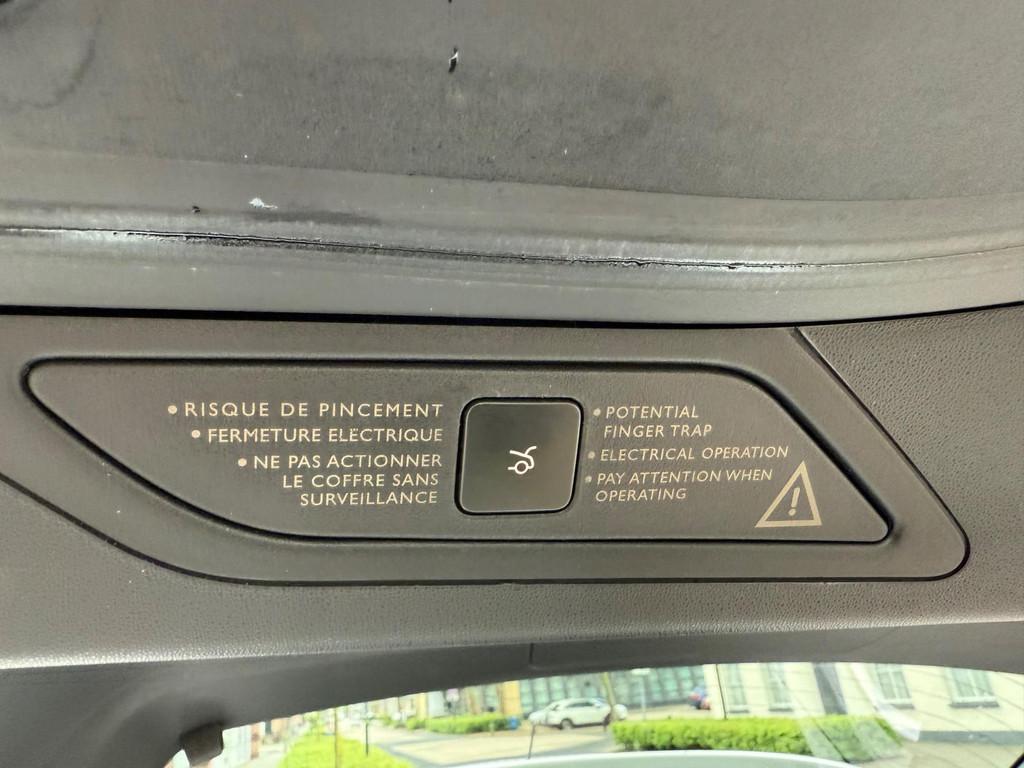 • RISQUE DE PINCEMENT
• FERMETURE ELECTRIQUE
• NE PAS ACTIONNER
LE COFFRE SANS
SURVEILLANCE
• POTENTIAL
FINGER TRAP
• ELECTRICAL OPERATION
• PAY ATTENTION WHEN
OPERATING